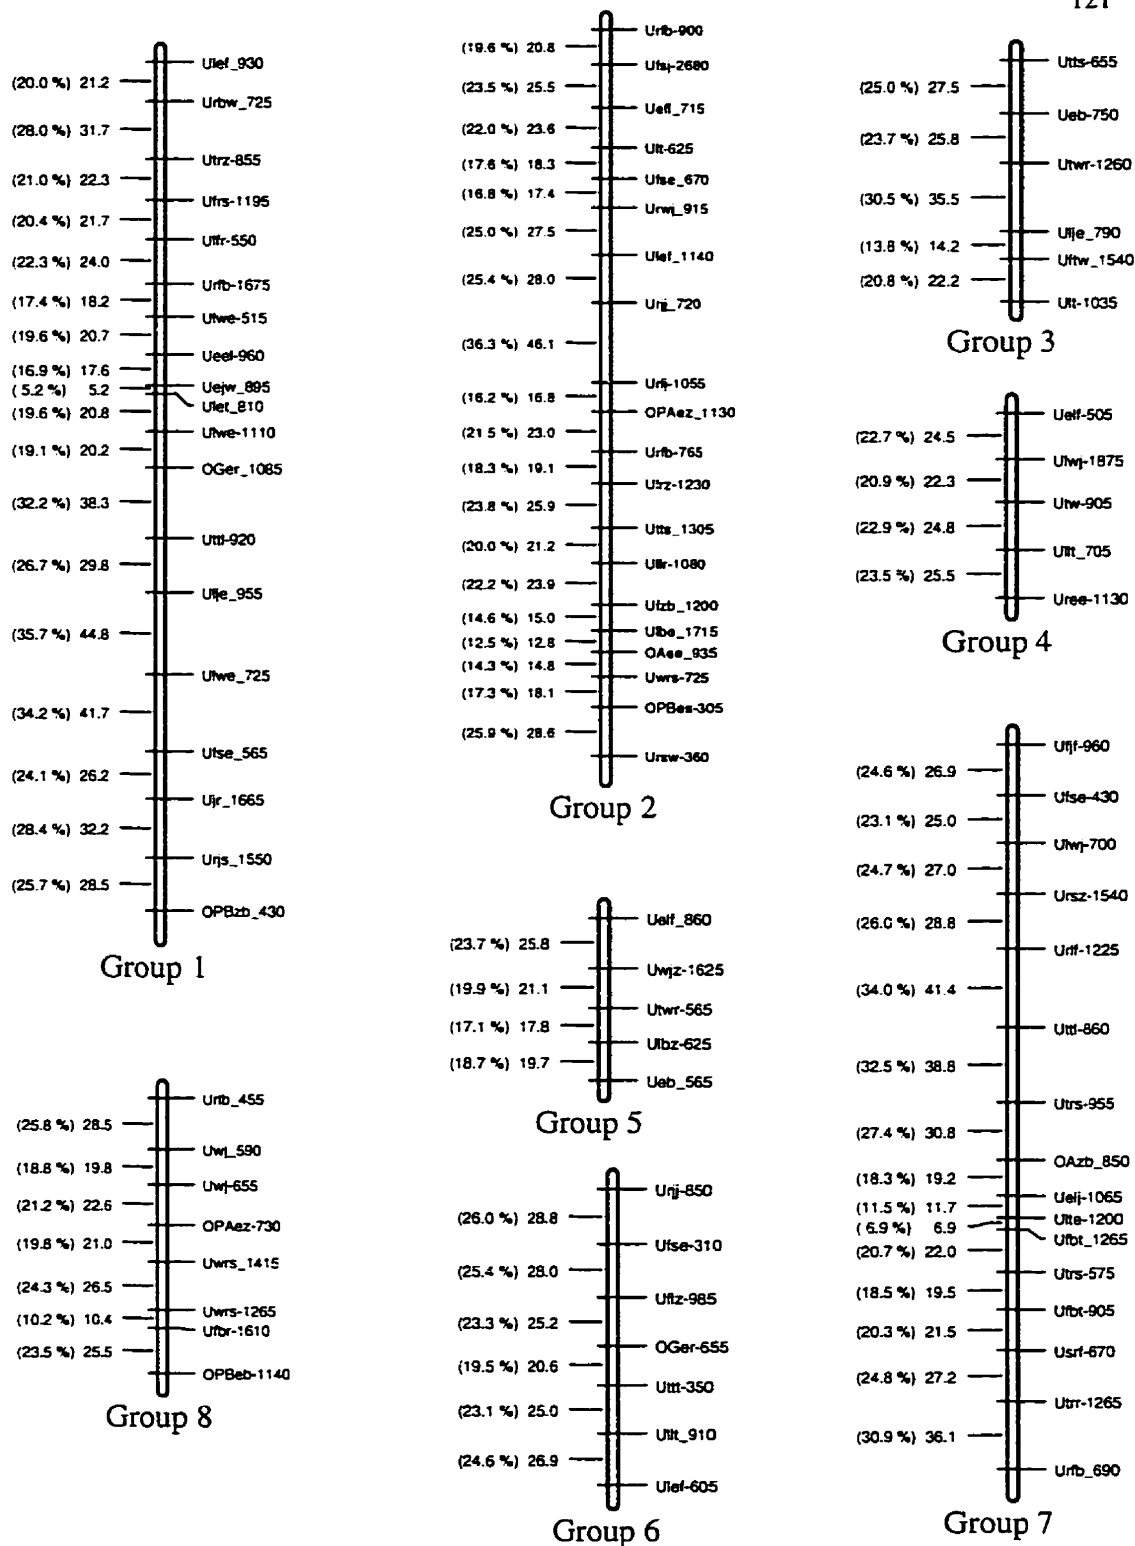 121
Ulef_930
(20.0 %) 21.2
Urbw_725
(28.0 %) 31.7
Utrz-855
(21.0 %) 22.3
Ufrs-1195
(20.4 %) 21.7
Ulfr-550
(22.3 %) 24.0
Urfb-1675
(17.4 %) 18.2
Ufwe-515
(19.6 %) 20.7
Ueel-960
(16.9 %) 17.6
Uejw_895
( 5.2 %) 5.2
Ulet_810
(19.6 %) 20.8
Ufwe-1110
(19.1 %) 20.2
OGer_1085
(32.2 %) 38.3
Uttl-920
(26.7 %) 29.8
Ufje_955
(35.7 %) 44.8
Ufwe_725
(34.2 %) 41.7
Ufse_565
(24.1 %) 26.2
Ujr_1665
(28.4 %) 32.2
Urjs_1550
(25.7 %) 28.5
OPBzb_430
Group 1
Urfb-900
(19.6 %) 20.8
Ufsj-2680
(23.5 %) 25.5
Uefl_715
(22.0 %) 23.6
Ult-625
(17.6 %) 18.3
Ufse_670
(16.8 %) 17.4
Urwj_915
(25.0 %) 27.5
Ulef_1140
(25.4 %) 28.0
Urjj_720
(36.3 %) 46.1
Urfj-1055
(16.2 %) 16.8
OPAez_1130
(21.5 %) 23.0
Urfb-765
(18.3 %) 19.1
Utrz-1230
(23.8 %) 25.9
Utts_1305
(20.0 %) 21.2
Ullr-1080
(22.2 %) 23.9
Ufzb_1200
(14.6 %) 15.0
Ulbe_1715
(12.5 %) 12.8
OAee_935
(14.3 %) 14.8
Uwrs-725
(17.3 %) 18.1
OPBes-305
(25.9 %) 28.6
Ursw-360
Group 2
Utts-655
(25.0 %) 27.5
Ueb-750
(23.7 %) 25.8
Utwr-1260
(30.5 %) 35.5
Ulje_790
(13.8 %) 14.2
Uftw_1540
(20.8 %) 22.2
Ult-1035
Group 3
Uelf-505
(22.7 %) 24.5
Ulwj-1875
(20.9 %) 22.3
Utw-905
(22.9 %) 24.8
Ullt_705
(23.5 %) 25.5
Uree-1130
Group 4
Uelf_860
(23.7 %) 25.8
Uwjz-1625
(19.9 %) 21.1
Utwr-565
(17.1 %) 17.8
Ulbz-625
(18.7 %) 19.7
Ueb_565
Group 5
Urjj-850
(26.0 %) 28.8
Ufse-310
(25.4 %) 28.0
Uflz-985
(23.3 %) 25.2
OGer-655
(19.5 %) 20.6
Uttt-350
(23.1 %) 25.0
Ullt_910
(24.6 %) 26.9
Ulef-605
Group 6
Ufjf-960
(24.6 %) 26.9
Ufse-430
(23.1 %) 25.0
Ulwj-700
(24.7 %) 27.0
Ursz-1540
(26.0 %) 28.8
Urlf-1225
(34.0 %) 41.4
Uttl-860
(32.5 %) 38.8
Utrs-955
(27.4 %) 30.8
OAzb_850
(18.3 %) 19.2
Uelj-1065
(11.5 %) 11.7
Ulte-1200
( 6.9 %) 6.9
Ufbt_1265
(20.7 %) 22.0
Utrs-575
(18.5 %) 19.5
Ufbt-905
(20.3 %) 21.5
Usrf-670
(24.8 %) 27.2
Utrr-1265
(30.9 %) 36.1
Urfb_690
Group 7
Urfb_455
(25.8 %) 28.5
Uwj_590
(18.8 %) 19.8
Uwj-655
(21.2 %) 22.6
OPAez-730
(19.8 %) 21.0
Uwrs_1415
(24.3 %) 26.5
Uwrs-1265
(10.2 %) 10.4
Ufbr-1610
(23.5 %) 25.5
OPBeb-1140
Group 8